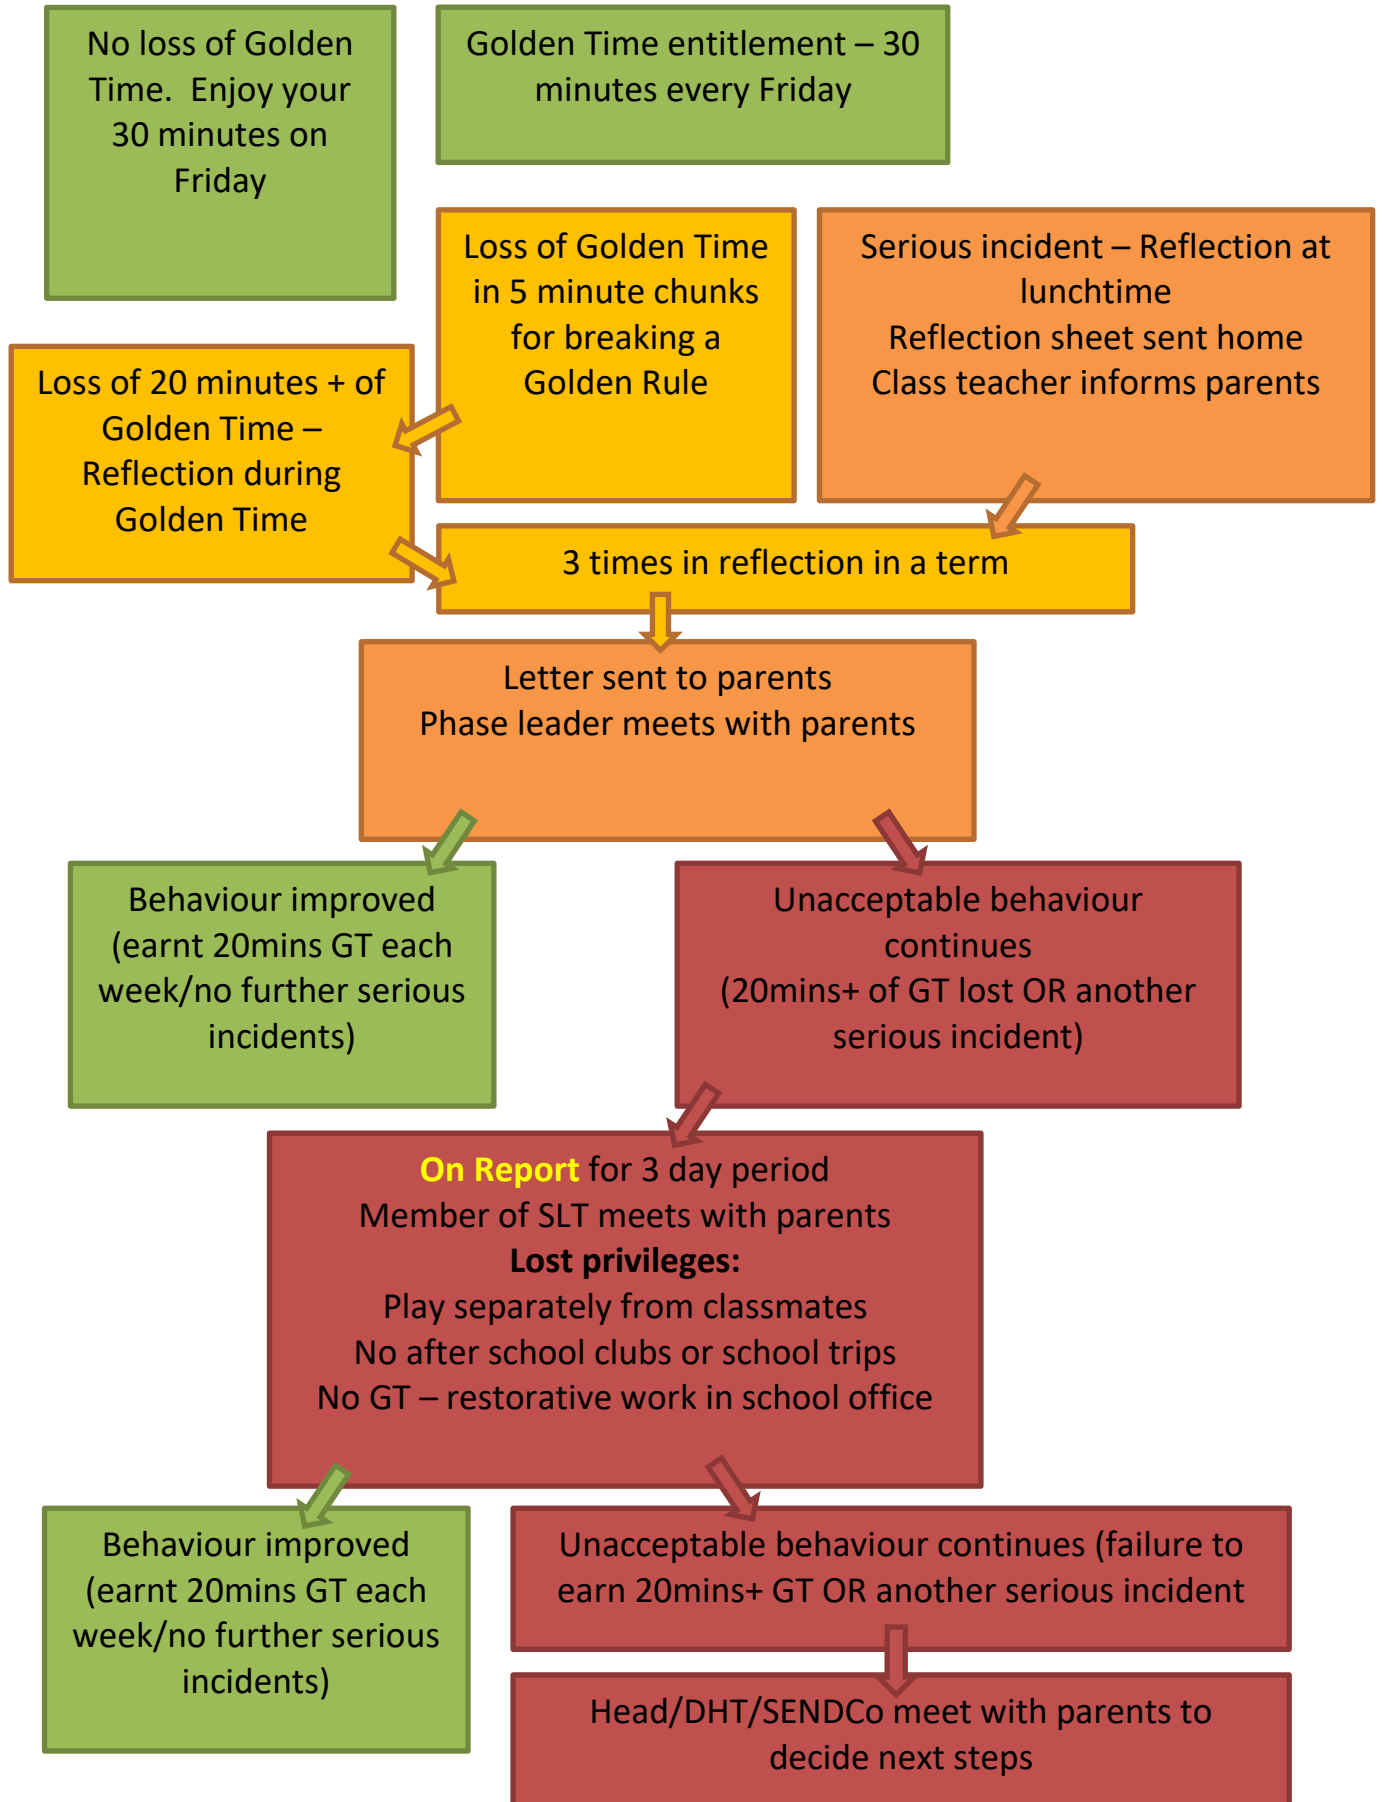 No loss of Golden
Time.  Enjoy your
30 minutes on
Friday
Golden Time entitlement – 30
minutes every Friday
Loss of Golden Time
in 5 minute chunks
for breaking a
Golden Rule
Serious incident – Reflection at
lunchtime
Reflection sheet sent home
Class teacher informs parents
Loss of 20 minutes + of
Golden Time –
Reflection during
Golden Time
3 times in reflection in a term
Letter sent to parents
Phase leader meets with parents
Behaviour improved
(earnt 20mins GT each
week/no further serious
incidents)
Unacceptable behaviour
continues
(20mins+ of GT lost OR another
serious incident)
On Report for 3 day period
Member of SLT meets with parents
Lost privileges:
Play separately from classmates
No after school clubs or school trips
No GT – restorative work in school office
Behaviour improved
(earnt 20mins GT each
week/no further serious
incidents)
Unacceptable behaviour continues (failure to
earn 20mins+ GT OR another serious incident
Head/DHT/SENDCo meet with parents to
decide next steps